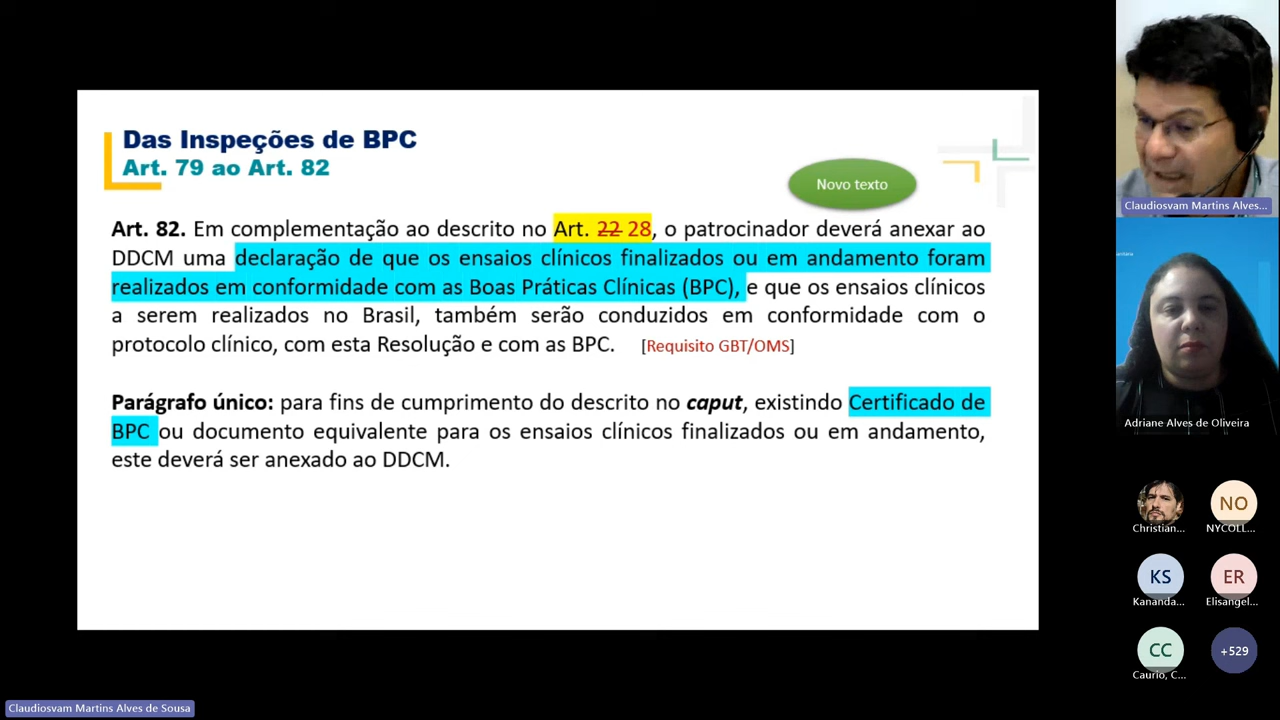 Das Inspeções de BPC
Art. 79 ao Art. 82
Novo texto
Art. 82. Em complementação ao descrito no Art. 22 28, o patrocinador deverá anexar ao
DDCM uma declaração de que os ensaios clínicos finalizados ou em andamento foram
realizados em conformidade com as Boas Práticas Clínicas (BPC), e que os ensaios clínicos
a serem realizados no Brasil, também serão conduzidos em conformidade com o
protocolo clínico, com esta Resolução e com as BPC. [Requisito GBT/OMS]
Parágrafo único: para fins de cumprimento do descrito no caput, existindo Certificado de
BPC ou documento equivalente para os ensaios clínicos finalizados ou em andamento,
este deverá ser anexado ao DDCM.
Claudiosvam Martins Alves...
Adriane Alves de Oliveira
Christian...
NO
NYCOLL...
KS
Kananda...
ER
Elisangel...
CC
Caurio, C...
+529
Claudiosvam Martins Alves de Sousa